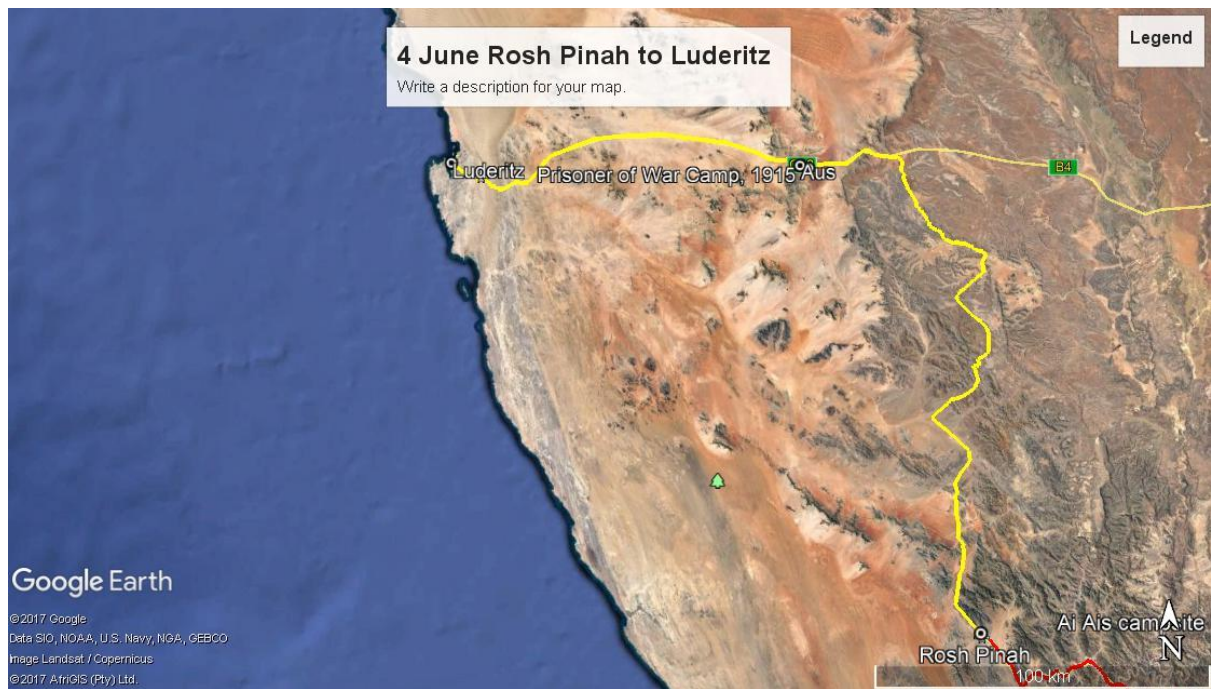 4 June Rosh Pinah to Luderitz
Write a description for your map.
Legend
Luderitz
Prisoner of War Camp, 1915
Aus
B4
Google Earth
©2017 Google
Data SIO, NOAA, U.S. Navy, NGA, GEBCO
Image Landsat / Copernicus
©2017 AfriGIS (Pty) Ltd.
Ai Ais campsite
N
Rosh Pinah
100 km